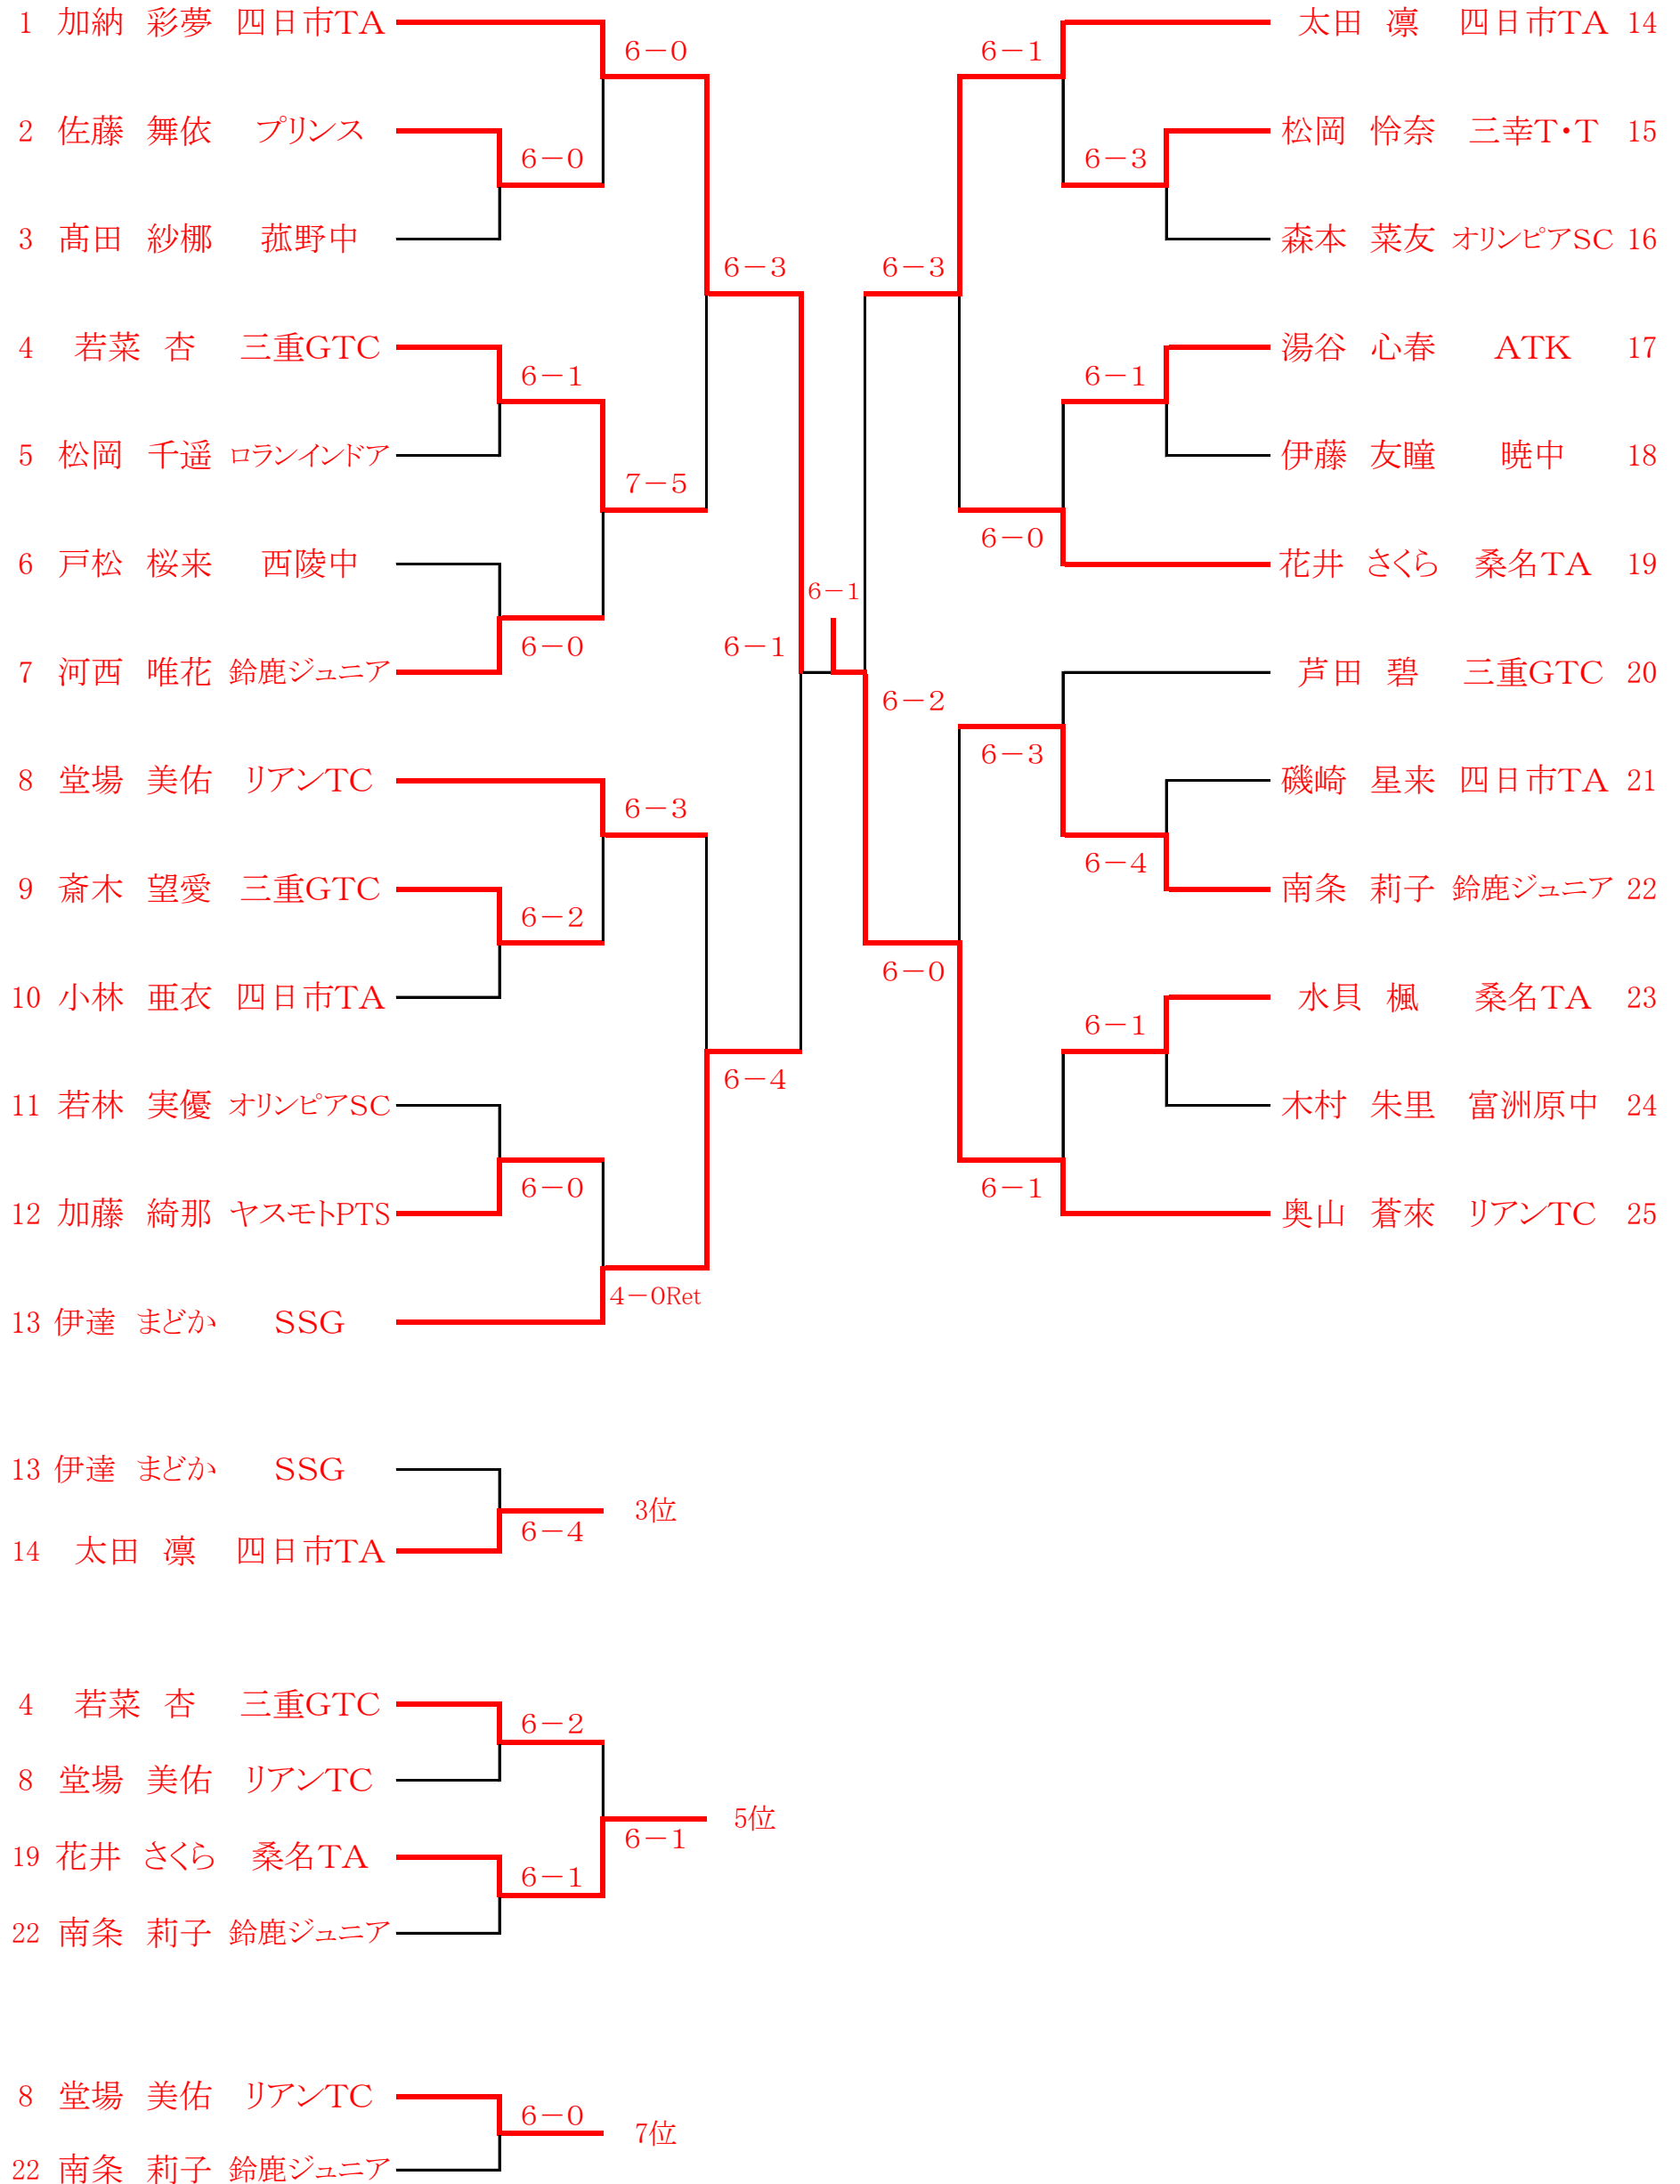 1 加納 彩夢 四日市TA
6－0
2 佐藤 舞依 プリンス
6－0
3 髙田 紗梛 菰野中
6－3
4 若菜 杏 三重GTC
6－1
5 松岡 千遥 ロランインドア
7－5
6 戸松 桜来 西陵中
6－0
7 河西 唯花 鈴鹿ジュニア
6－1
8 堂場 美佑 リアンTC
6－3
9 斎木 望愛 三重GTC
6－2
10 小林 亜衣 四日市TA
6－4
11 若林 実優 オリンピアSC
6－0
12 加藤 綺那 ヤスモトPTS
4－0Ret
13 伊達 まどか SSG
6－1
太田 凛 四日市TA 14
6－1
松岡 怜奈 三幸T・T 15
6－3
森本 菜友 オリンピアSC 16
6－3
湯谷 心春 ATK 17
6－1
伊藤 友瞳 暁中 18
6－0
花井 さくら 桑名TA 19
6－2
芦田 碧 三重GTC 20
6－3
磯崎 星来 四日市TA 21
6－4
南条 莉子 鈴鹿ジュニア 22
6－0
水貝 楓 桑名TA 23
6－1
木村 朱里 富洲原中 24
6－1
奥山 蒼來 リアンTC 25
13 伊達 まどか SSG
6－4 3位
14 太田 凛 四日市TA
4 若菜 杏 三重GTC
6－2
8 堂場 美佑 リアンTC
6－1 5位
19 花井 さくら 桑名TA
6－1
22 南条 莉子 鈴鹿ジュニア
8 堂場 美佑 リアンTC
6－0 7位
22 南条 莉子 鈴鹿ジュニア